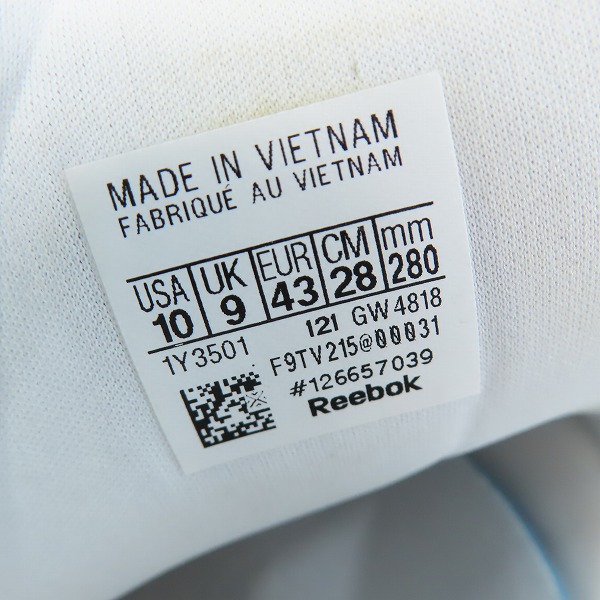 MADE IN VIETNAM
FABRIQUÉ AU VIETNAM
USA UK EUR CM mm
10 9 43 28 280
1Y3501 121 GW4818
F9TV215@00031
#126657039
Reebok